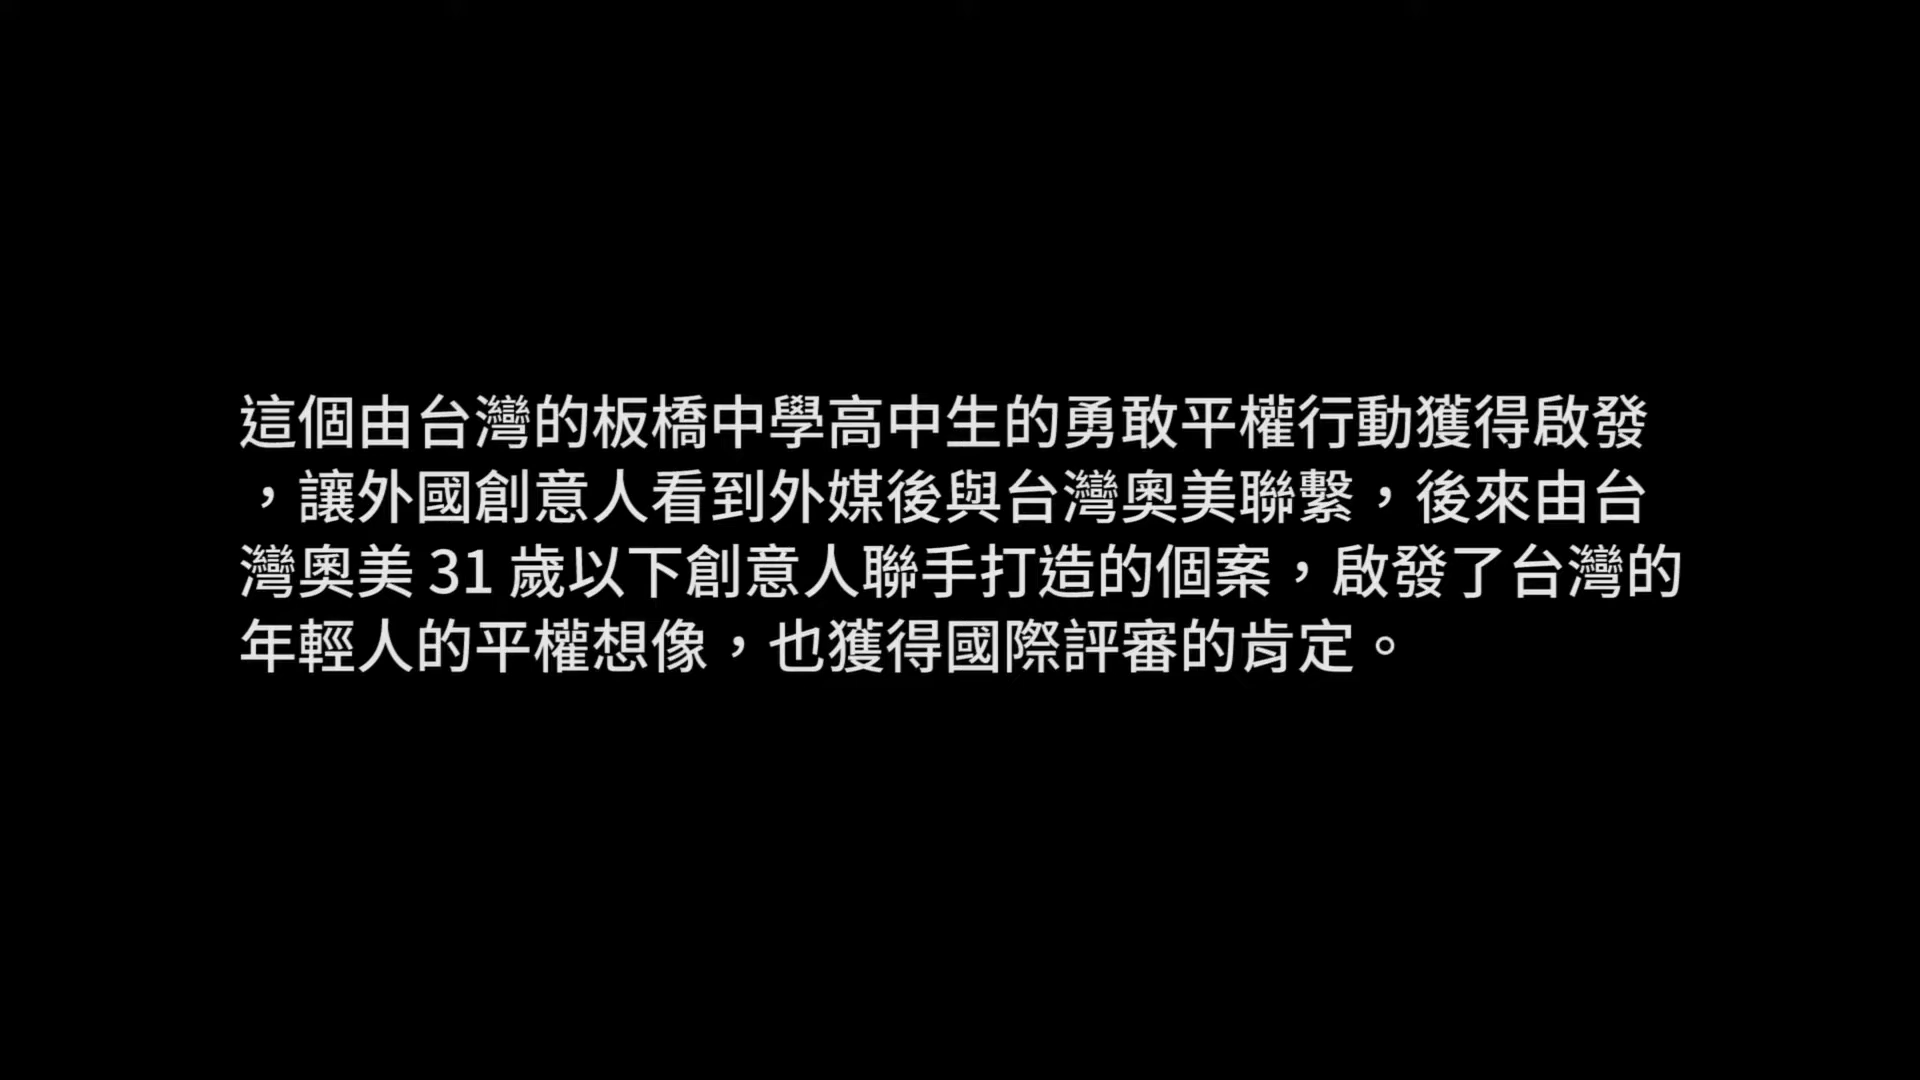 這個由台灣的板橋中學高中生的勇敢平權行動獲得啟發
，讓外國創意人看到外媒後與台灣奧美聯繫，後來由台
灣奧美 31 歲以下創意人聯手打造的個案，啟發了台灣的
年輕人的平權想像，也獲得國際評審的肯定。